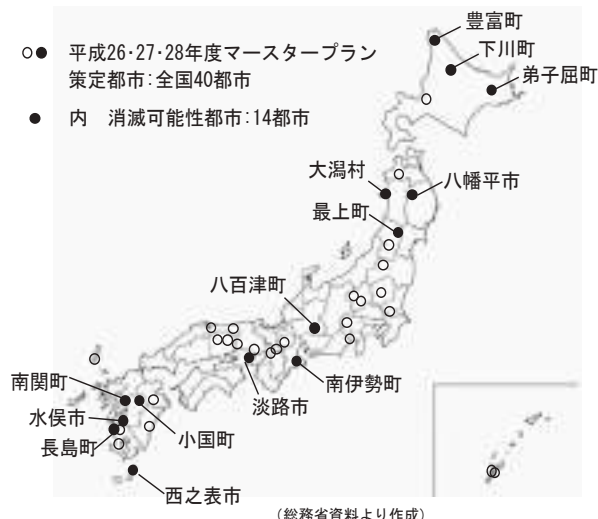 ○● 平成26・27・28年度マースタープラン
策定都市：全国40都市
● 内 消滅可能性都市：14都市
豊富町
下川町
弟子屈町
大潟村
八幡平市
最上町
八百津町
南伊勢町
淡路市
南関町
水俣市
小国町
長島町
西之表市
(総務省資料より作成)